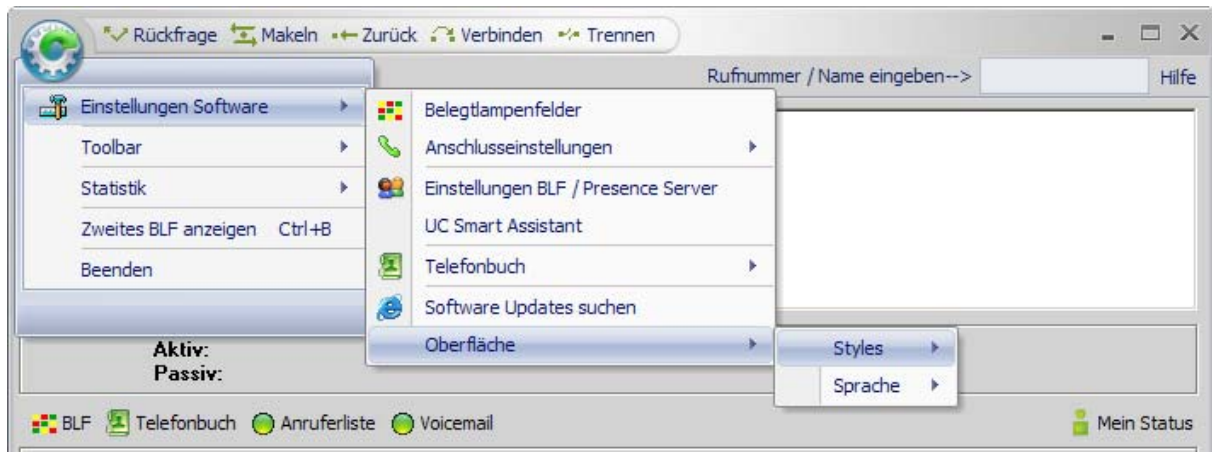 Rückfrage Makeln Zurück Verbinden Trennen
Rufnummer / Name eingeben--> Hilfe
Einstellungen Software
Toolbar
Statistik
Zweites BLF anzeigen Ctrl+B
Beenden
Belegtlampenfelder
Anschlusseinstellungen
Einstellungen BLF / Presence Server
UC Smart Assistant
Telefonbuch
Software Updates suchen
Oberfläche
Styles
Sprache
Aktiv:
Passiv:
BLF Telefonbuch Anruferliste Voicemail Mein Status